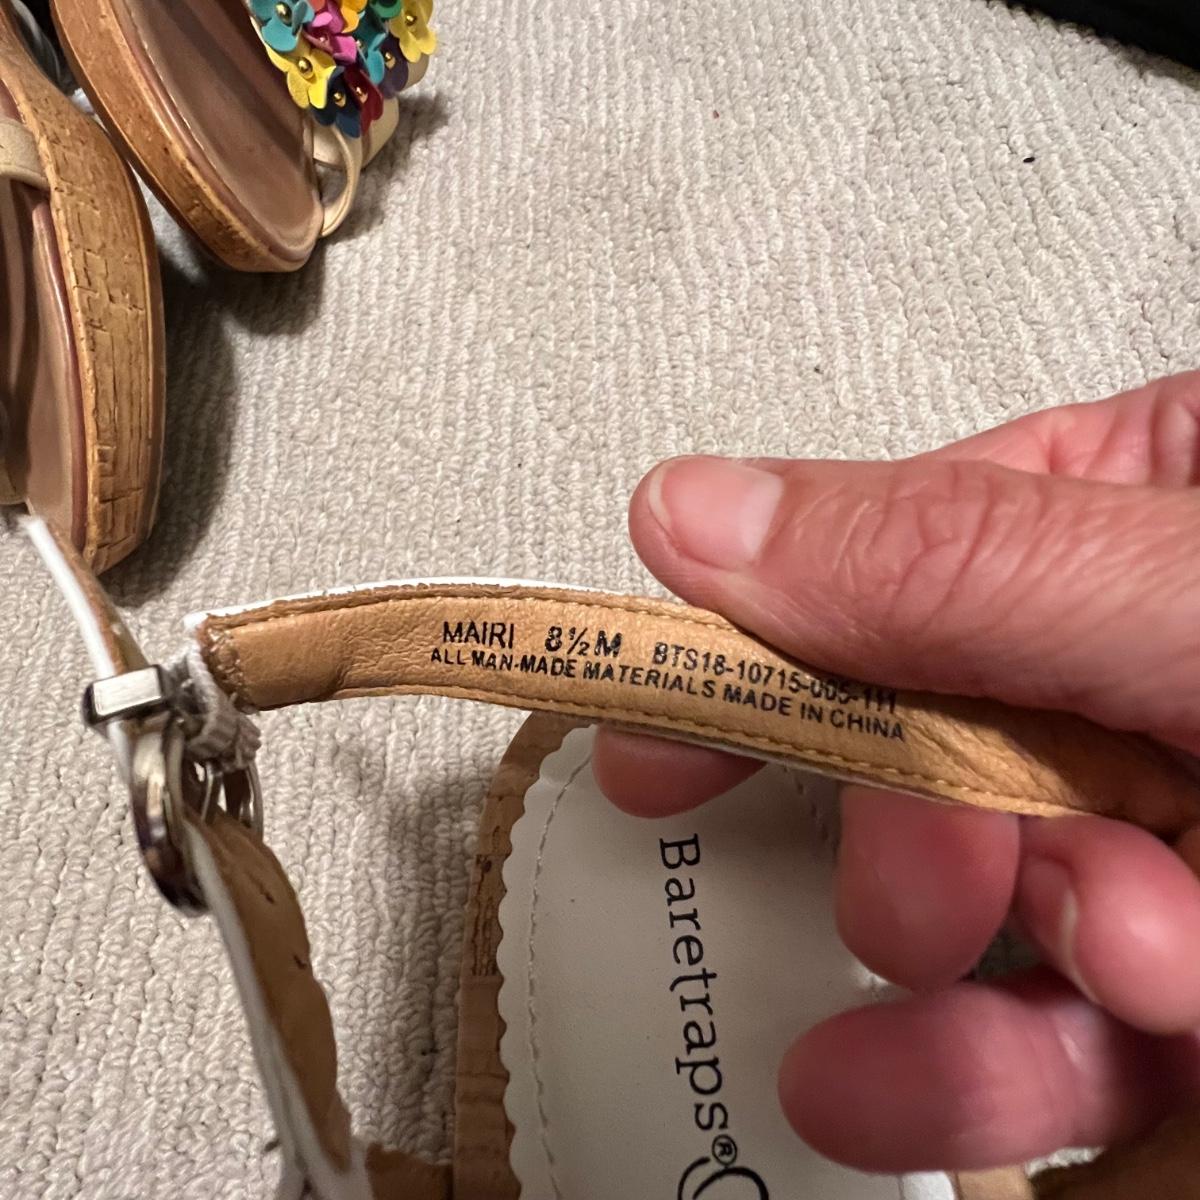 MAIRI 8½M BTS18-10715-005-111
ALL MAN-MADE MATERIALS MADE IN CHINA
Baretraps®